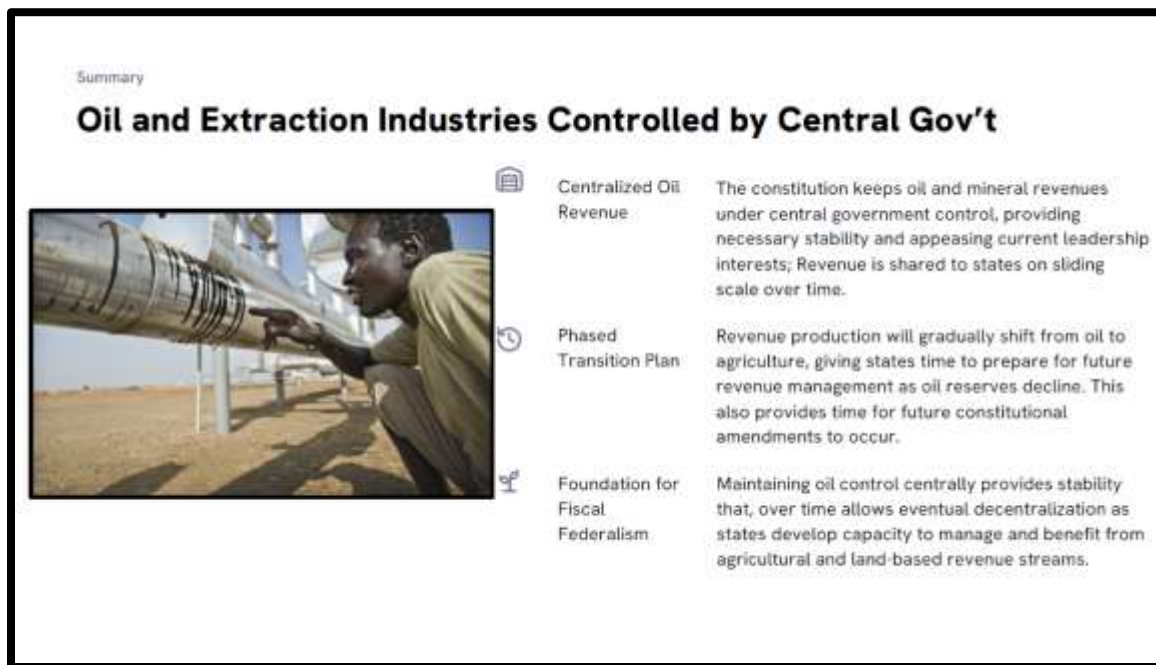 Summary
Oil and Extraction Industries Controlled by Central Gov't
Centralized Oil
Revenue
The constitution keeps oil and mineral revenues
under central government control, providing
necessary stability and appeasing current leadership
interests; Revenue is shared to states on sliding
scale over time.
Phased
Transition Plan
Revenue production will gradually shift from oil to
agriculture, giving states time to prepare for future
revenue management as oil reserves decline. This
also provides time for future constitutional
amendments to occur.
Foundation for
Fiscal
Federalism
Maintaining oil control centrally provides stability
that, over time allows eventual decentralization as
states develop capacity to manage and benefit from
agricultural and land-based revenue streams.